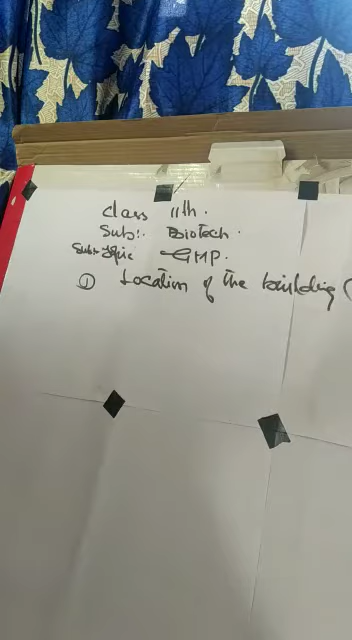 class 11th.
Sub:. Biotech.
Sub-Topic GMP.
① Location of the building (